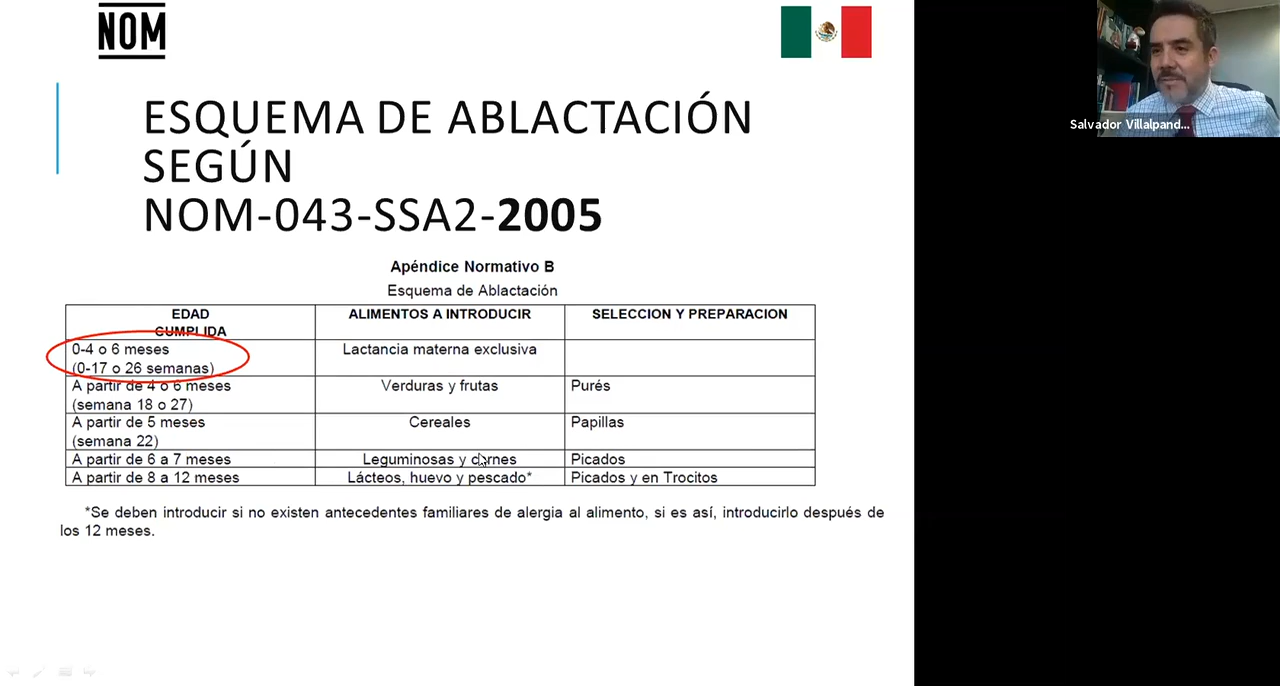 NOM
ESQUEMA DE ABLACTACIÓN
SEGÚN
NOM-043-SSA2-2005
Apéndice Normativo B
Esquema de Ablactación
EDAD CUMPLIDA ALIMENTOS A INTRODUCIR SELECCION Y PREPARACION
0-4 o 6 meses Lactancia materna exclusiva
(0-17 o 26 semanas)
A partir de 4 o 6 meses Verduras y frutas Purés
(semana 18 o 27)
A partir de 5 meses Cereales Papillas
(semana 22)
A partir de 6 a 7 meses Leguminosas y carnes Picados
A partir de 8 a 12 meses Lácteos, huevo y pescado* Picados y en Trocitos
*Se deben introducir si no existen antecedentes familiares de alergia al alimento, si es así, introducirlo después de
los 12 meses.
Salvador Villalpand...